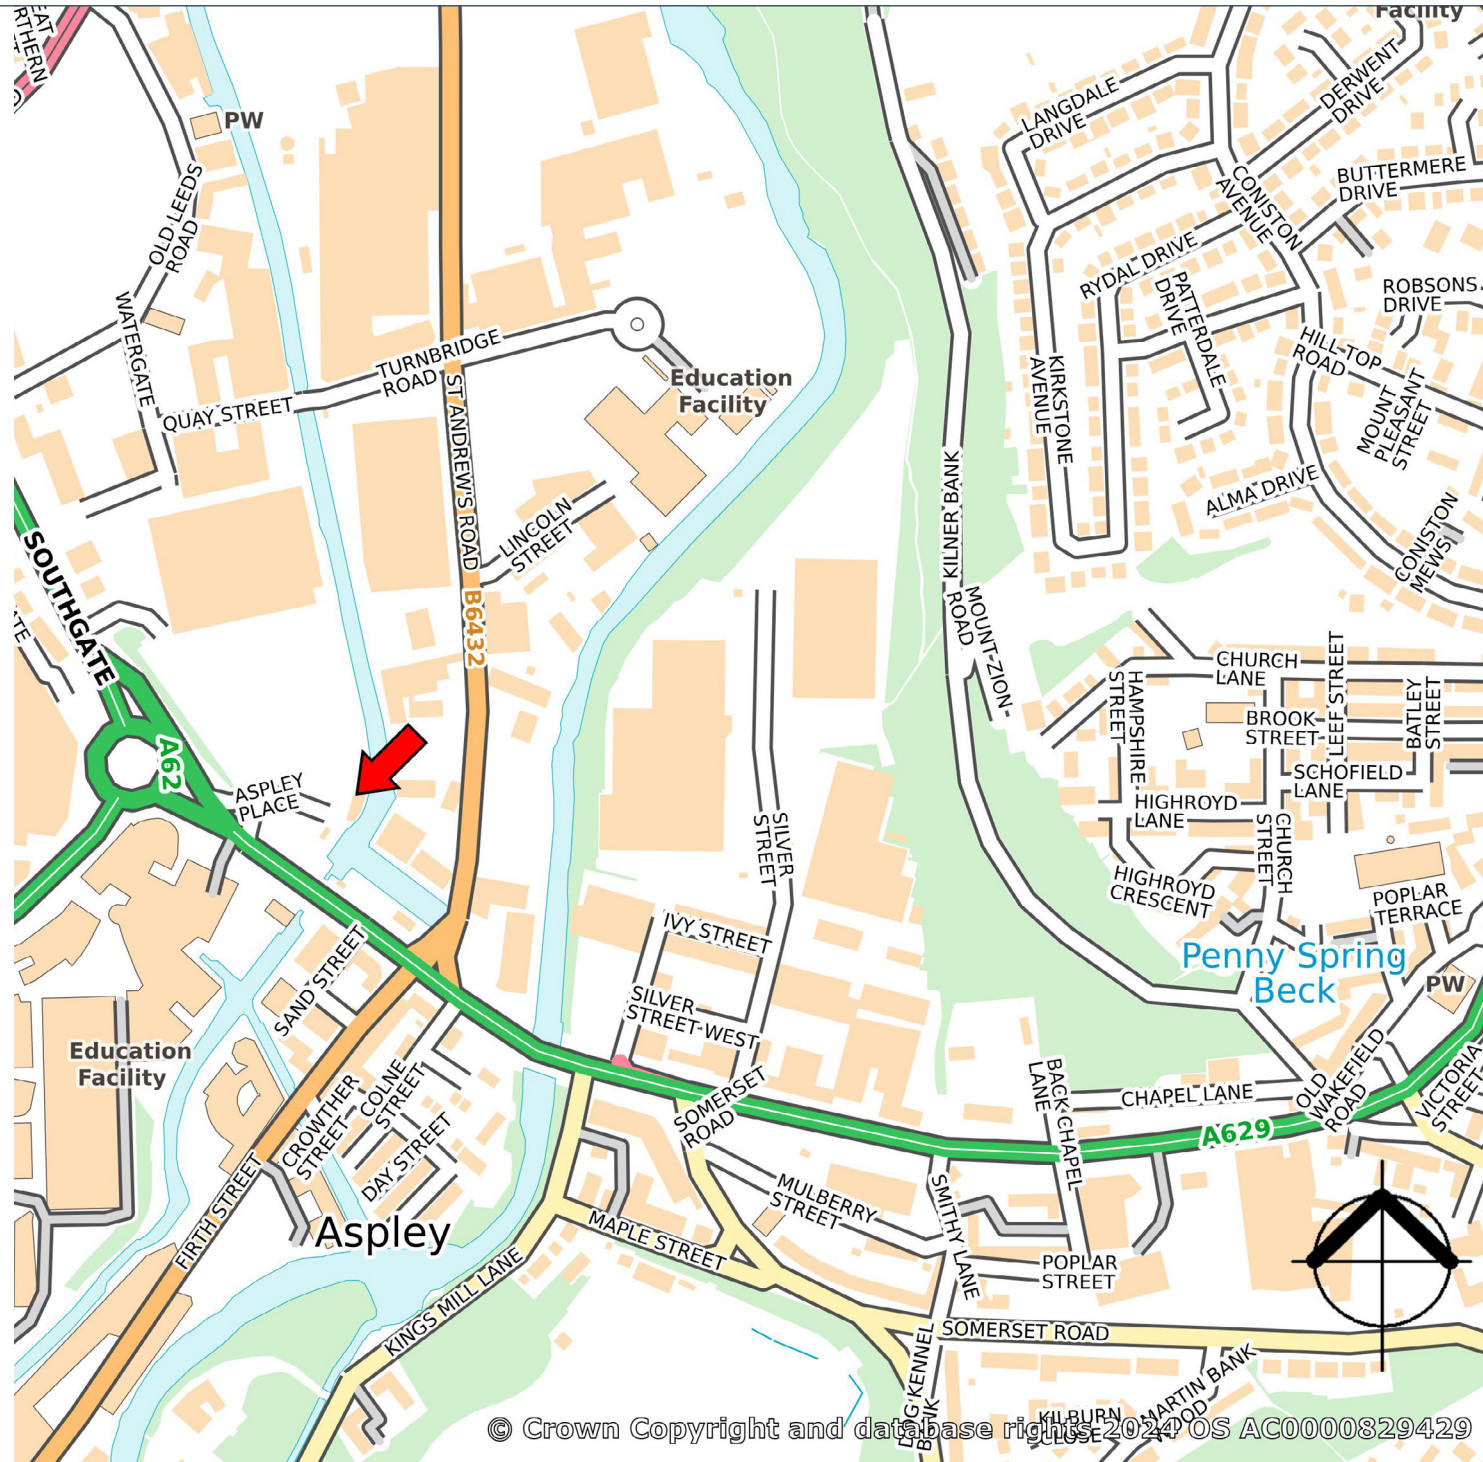 Facility
EAT
RTHERN
PW
LANGDALE
DRIVE
DERWENT
DRIVE
BUTTERMERE
DRIVE
CONISTON
AVENUE
OLD LEEDS
ROAD
RYDAL DRIVE
PATTERDALE
DRIVE
ROBSONS
DRIVE
WATERGATE
TURNBRIDGE
ROAD
HILL TOP
ROAD
Education
Facility
KIRKSTONE
AVENUE
MOUNT
PLEASANT
STREET
QUAY STREET
ST ANDREW'S ROAD
LINCOLN
STREET
KILNER BANK
ALMA DRIVE
CONISTON
MEWS
SOUTHGATE
B6432
MOUNT ZION
ROAD
CHURCH
LANE
HAMPSHIRE
STREET
BROOK
STREET
LEEF STREET
BATLEY
STREET
A62
ASPLEY
PLACE
SCHOFIELD
LANE
HIGHROYD
LANE
SILVER
STREET
CHURCH
STREET
HIGHROYD
CRESCENT
POPLAR
TERRACE
IVY STREET
SAND STREET
Penny Spring
Beck
PW
SILVER
STREET WEST
Education
Facility
COLNE
STREET
CROWTHER
STREET
SOMERSET
ROAD
BACK CHAPEL
LANE
CHAPEL LANE
OLD
WAKEFIELD
ROAD
VICTORIA
STREET
A629
DAY STREET
FIRTH STREET
Aspley
MULBERRY
STREET
SMITHY LANE
MAPLE STREET
POPLAR
STREET
KINGS MILL LANE
SOMERSET ROAD
DOG KENNEL
BANK
MARTIN BANK
WOOD
KILBURN
CLOSE
© Crown Copyright and database rights 2024 OS AC0000829429